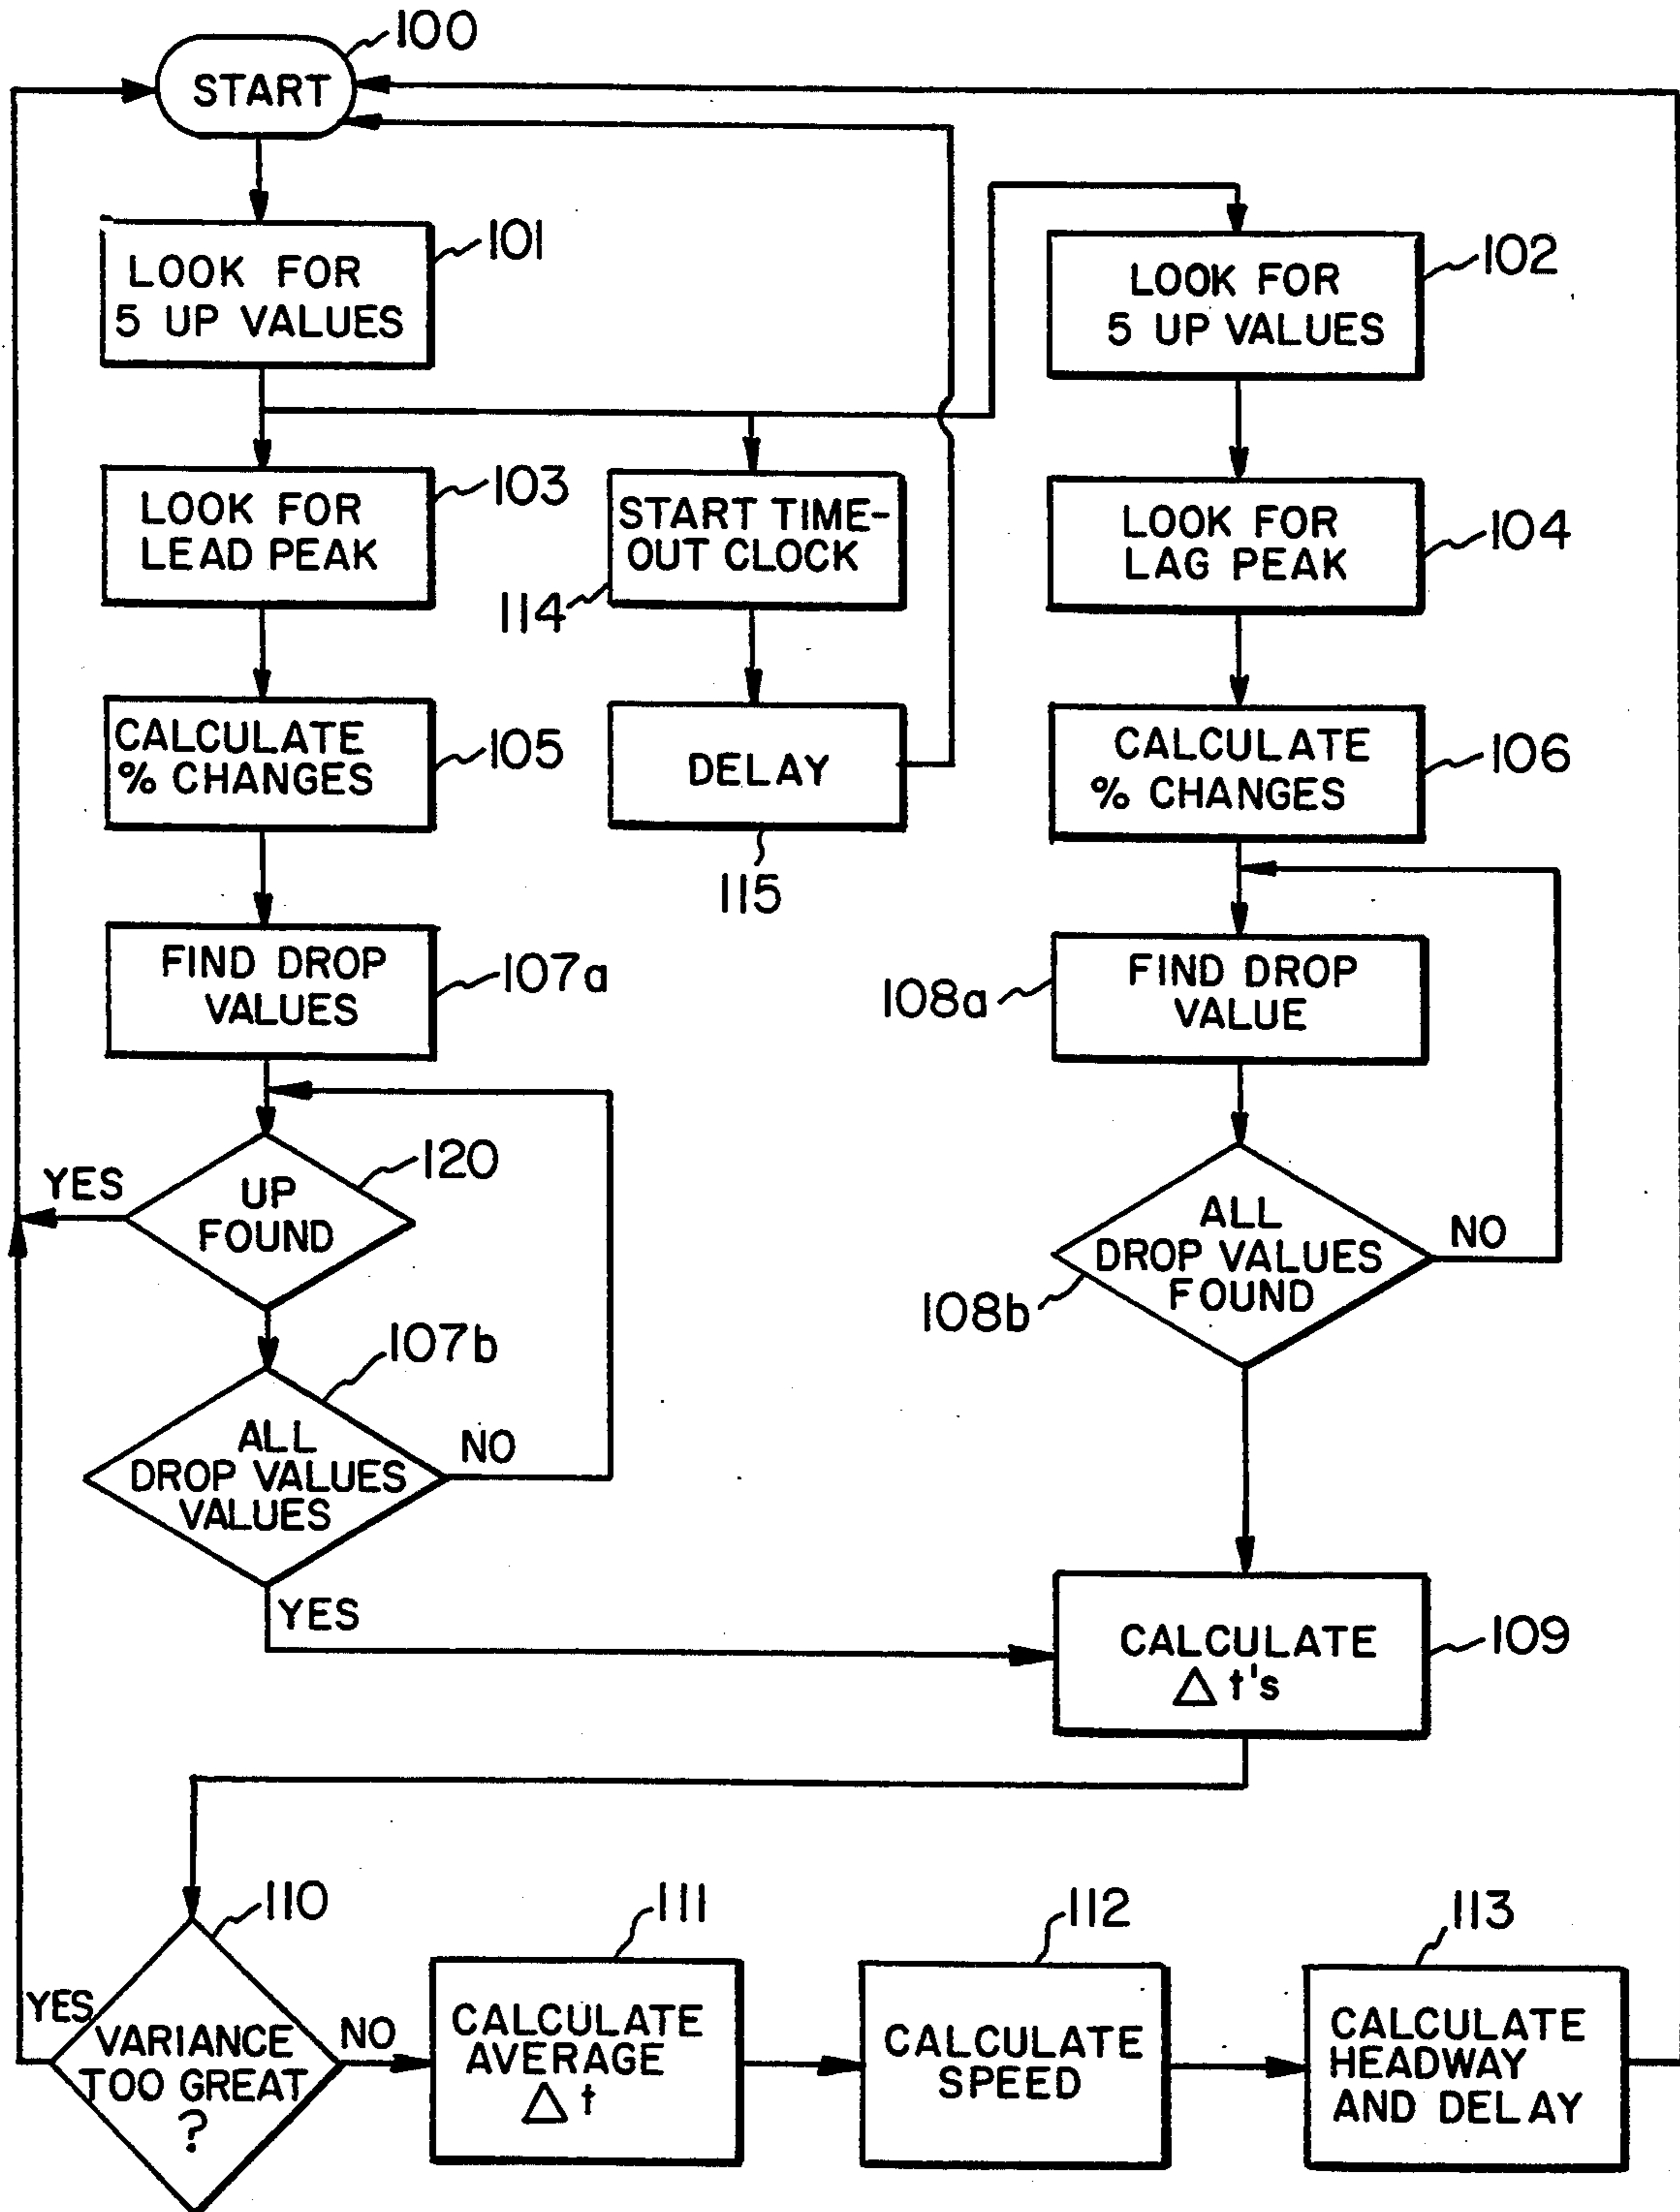 100
START
101
LOOK FOR
5 UP VALUES
102
LOOK FOR
5 UP VALUES
103
LOOK FOR
LEAD PEAK
START TIME-
OUT CLOCK
114
LOOK FOR
LAG PEAK
104
CALCULATE
% CHANGES
105
DELAY
115
CALCULATE
% CHANGES
106
FIND DROP
VALUES
107a
108a
FIND DROP
VALUE
YES
UP
FOUND
120
ALL
DROP VALUES
FOUND
NO
108b
107b
ALL
DROP VALUES
VALUES
NO
YES
CALCULATE
△ t's
109
110
YES
VARIANCE
TOO GREAT
?
NO
111
CALCULATE
AVERAGE
△ t
112
CALCULATE
SPEED
113
CALCULATE
HEADWAY
AND DELAY